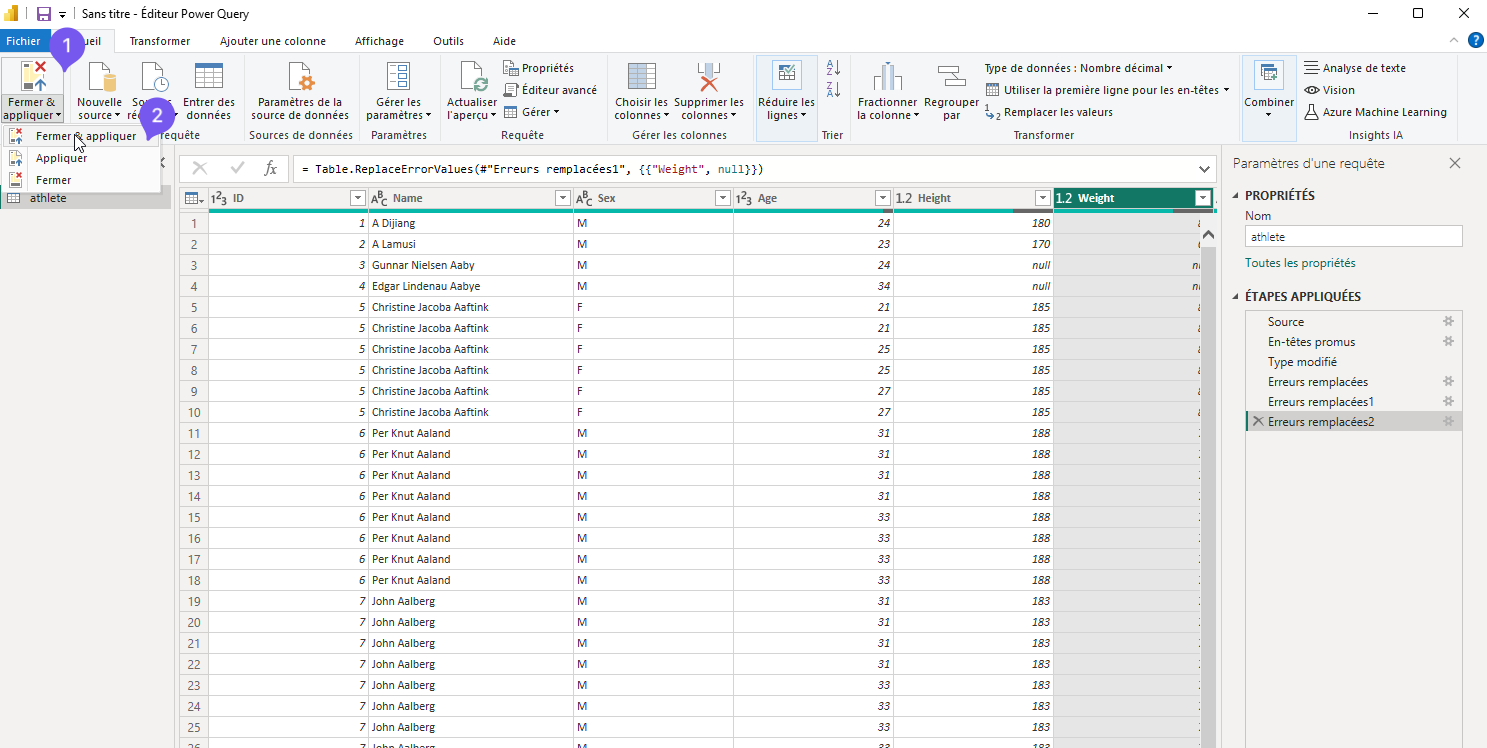 Sans titre - Éditeur Power Query
Fichier
Transformer
Ajouter une colonne
Affichage
Outils
Aide
?
1
2
Fermer &
appliquer
Nouvelle
source
Entrer des
données
Paramètres de la
source de données
Sources de données
Gérer les
paramètres
Paramètres
Actualiser
l'aperçu
Propriétés
Éditeur avancé
Gérer
Requête
Choisir les
colonnes
Supprimer les
colonnes
Gérer les colonnes
Réduire les
lignes
Trier
Fractionner
la colonne
Regrouper
par
Type de données : Nombre décimal
Utiliser la première ligne pour les en-têtes
Remplacer les valeurs
Transformer
Combiner
Analyse de texte
Vision
Azure Machine Learning
Insights IA
Fermer & appliquer
Appliquer
Fermer
athlete
fx
= Table.ReplaceErrorValues(#"Erreurs remplacées1", {{"Weight", null}})
ID Name Sex Age 1.2 Height 1.2 Weight
1 1 A Dijiang M 24 180
2 2 A Lamusi M 23 170
3 3 Gunnar Nielsen Aaby M 24 null
4 4 Edgar Lindenau Aabye M 34 null
5 5 Christine Jacoba Aaftink F 21 185
6 5 Christine Jacoba Aaftink F 21 185
7 5 Christine Jacoba Aaftink F 25 185
8 5 Christine Jacoba Aaftink F 25 185
9 5 Christine Jacoba Aaftink F 27 185
10 5 Christine Jacoba Aaftink F 27 185
11 6 Per Knut Aaland M 31 188
12 6 Per Knut Aaland M 31 188
13 6 Per Knut Aaland M 31 188
14 6 Per Knut Aaland M 31 188
15 6 Per Knut Aaland M 33 188
16 6 Per Knut Aaland M 33 188
17 6 Per Knut Aaland M 33 188
18 6 Per Knut Aaland M 33 188
19 7 John Aalberg M 31 183
20 7 John Aalberg M 31 183
21 7 John Aalberg M 31 183
22 7 John Aalberg M 31 183
23 7 John Aalberg M 33 183
24 7 John Aalberg M 33 183
25 7 John Aalberg M 33 183
26 7 John Aalberg M 33 183
Paramètres d'une requête
PROPRIÉTÉS
Nom
athlete
Toutes les propriétés
ÉTAPES APPLIQUÉES
Source
En-têtes promus
Type modifié
Erreurs remplacées
Erreurs remplacées1
Erreurs remplacées2